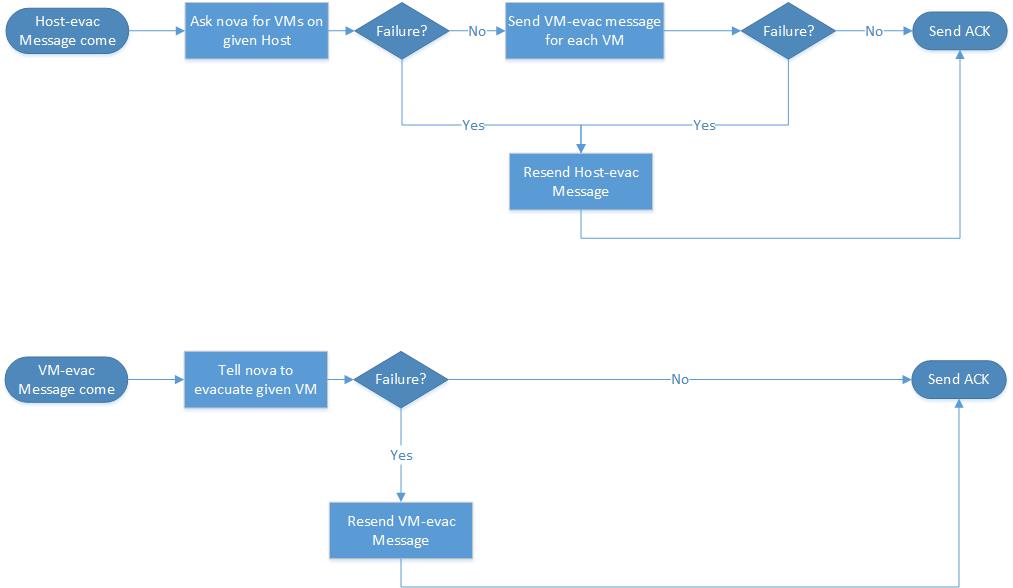 Host-evac
Message come
Ask nova for VMs on
given Host
Failure?
No
Send VM-evac message
for each VM
Failure?
No
Send ACK
Yes
Yes
Resend Host-evac
Message
VM-evac
Message come
Tell nova to
evacuate given VM
Failure?
No
Send ACK
Yes
Resend VM-evac
Message